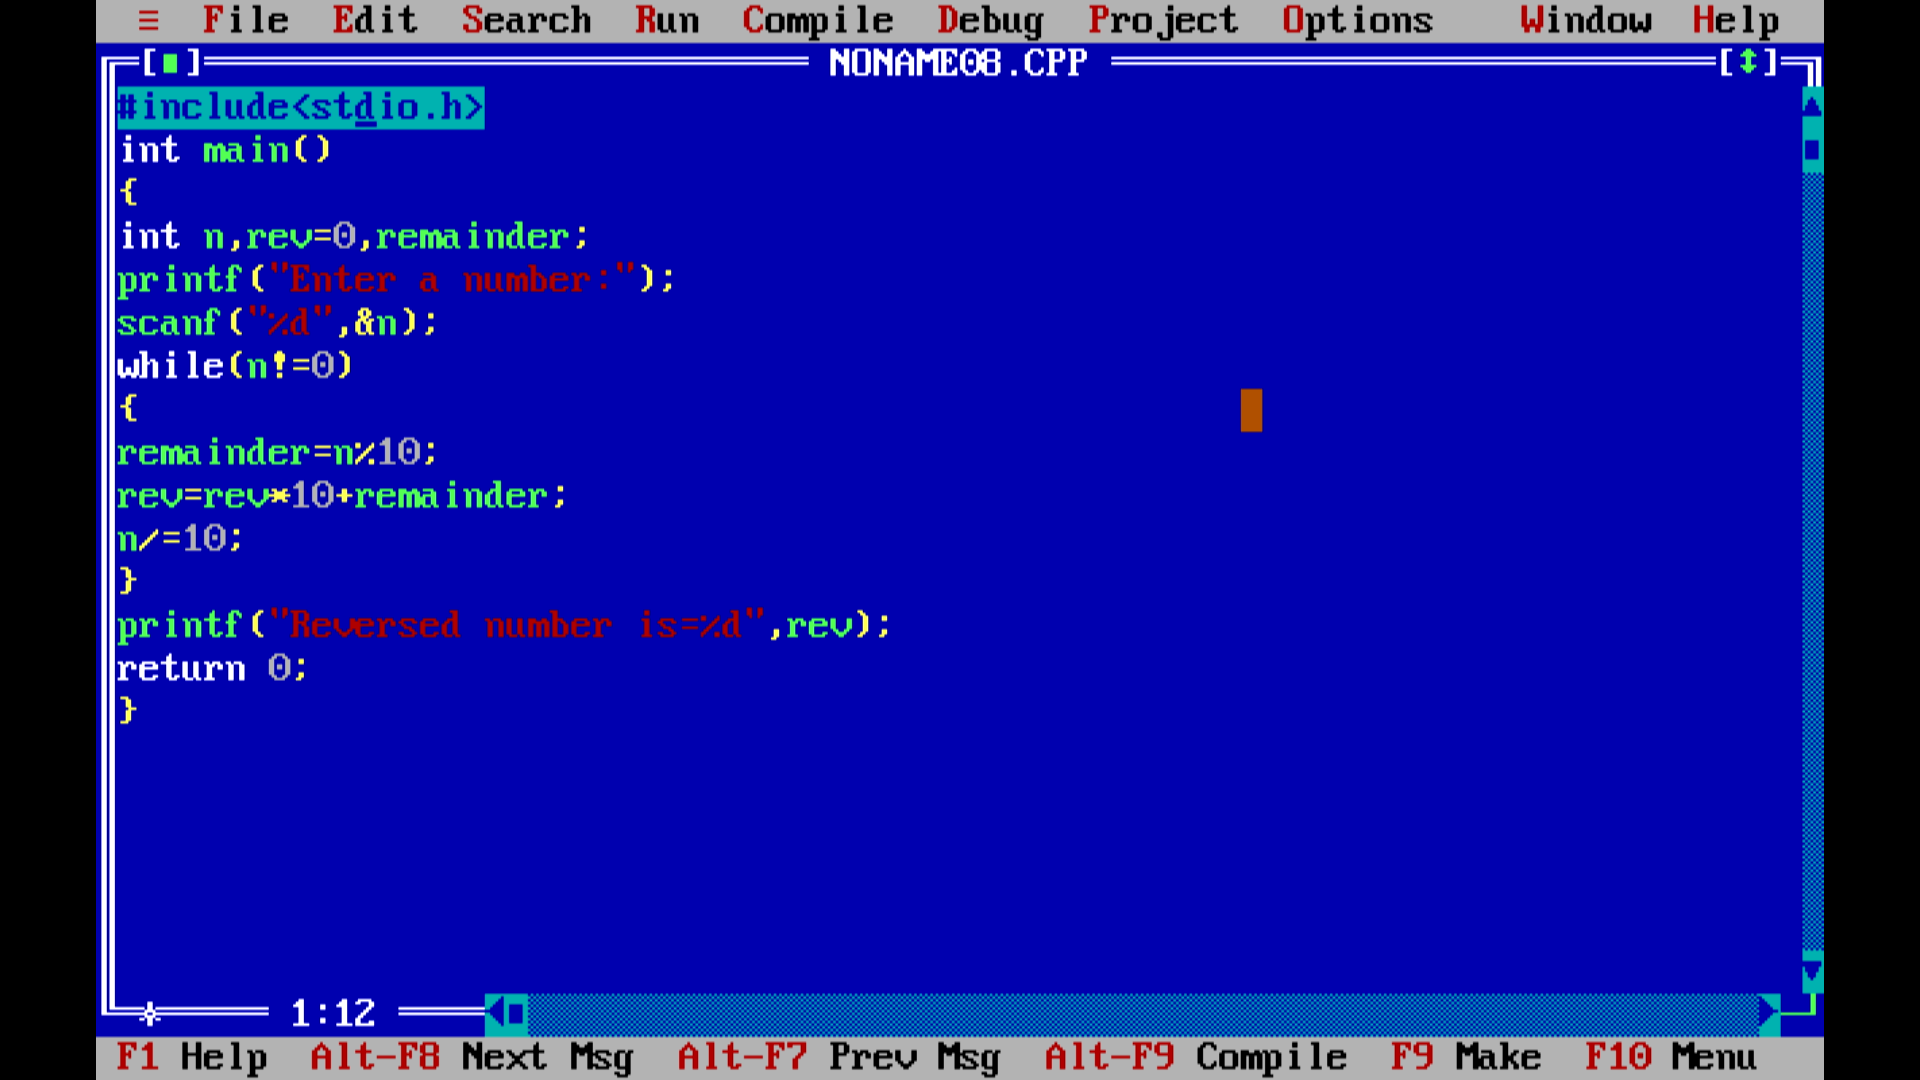 ≡ File Edit Search Run Compile Debug Project Options Window Help
[■] NONAME08.CPP [↕]
#include<stdio.h>
int main()
{
int n,rev=0,remainder;
printf("Enter a number:");
scanf("%d",&n);
while(n!=0)
{
remainder=n%10;
rev=rev*10+remainder;
n/=10;
}
printf("Reversed number is=%d",rev);
return 0;
}
1:12
F1 Help Alt-F8 Next Msg Alt-F7 Prev Msg Alt-F9 Compile F9 Make F10 Menu